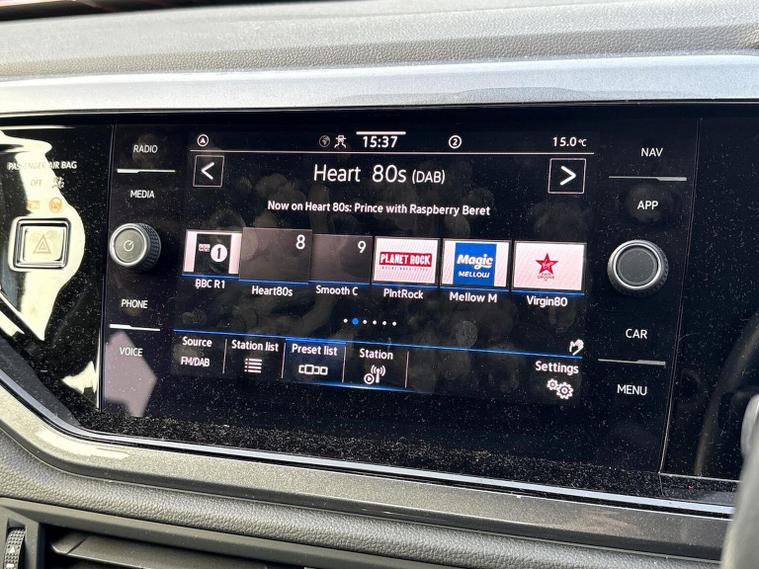 PASSENGER AIR BAG
OFF
RADIO
MEDIA
PHONE
VOICE
15:37
2
15.0°C
Heart 80s (DAB)
Now on Heart 80s: Prince with Raspberry Beret
1
8
9
PLANET ROCK
Magic
MELLOW
BBC R1
Heart80s
Smooth C
PlntRock
Mellow M
Virgin80
Source
FM/DAB
Station list
Preset list
Station
Settings
NAV
APP
CAR
MENU